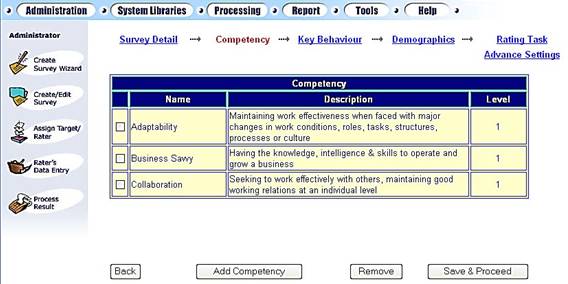 Administration System Libraries Processing Report Tools Help
Administrator
Create
Survey Wizard
Create/Edit
Survey
Assign Target/
Rater
Rater's
Data Entry
Process
Result
Survey Detail Competency Key Behaviour Demographics Rating Task
Advance Settings
Competency
Name Description Level
Adaptability Maintaining work effectiveness when faced with major 1
changes in work conditions, roles, tasks, structures,
processes or culture
Business Savvy Having the knowledge, intelligence & skills to operate and 1
grow a business
Collaboration Seeking to work effectively with others, maintaining good 1
working relations at an individual level
Back Add Competency Remove Save & Proceed